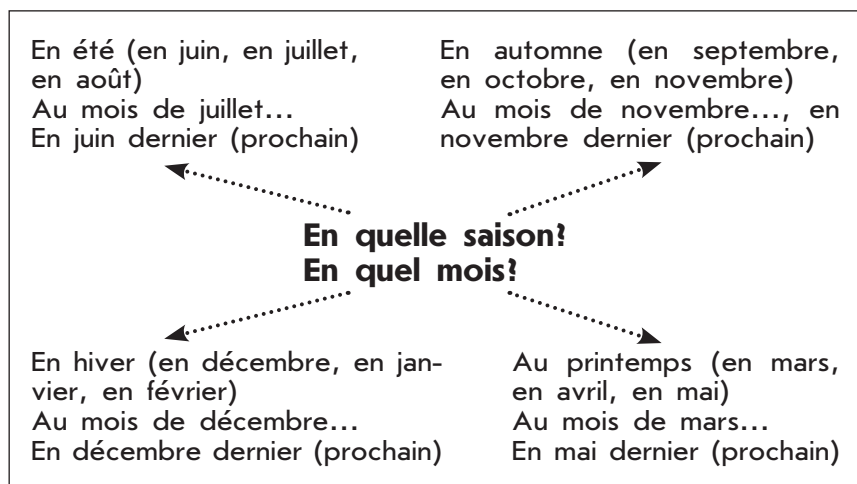 En été (en juin, en juillet,
en août)
Au mois de juillet...
En juin dernier (prochain)
En automne (en septembre,
en octobre, en novembre)
Au mois de novembre..., en
novembre dernier (prochain)
En quelle saison?
En quel mois?
En hiver (en décembre, en jan-
vier, en février)
Au mois de décembre...
En décembre dernier (prochain)
Au printemps (en mars,
en avril, en mai)
Au mois de mars...
En mai dernier (prochain)